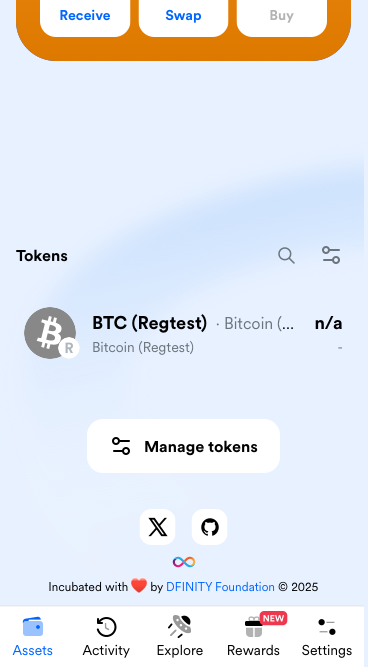 Receive Swap Buy
Tokens
BTC (Regtest) · Bitcoin (... n/a
R
Bitcoin (Regtest) -
Manage tokens
Incubated with ❤️ by DFINITY Foundation © 2025
NEW
Assets Activity Explore Rewards Settings